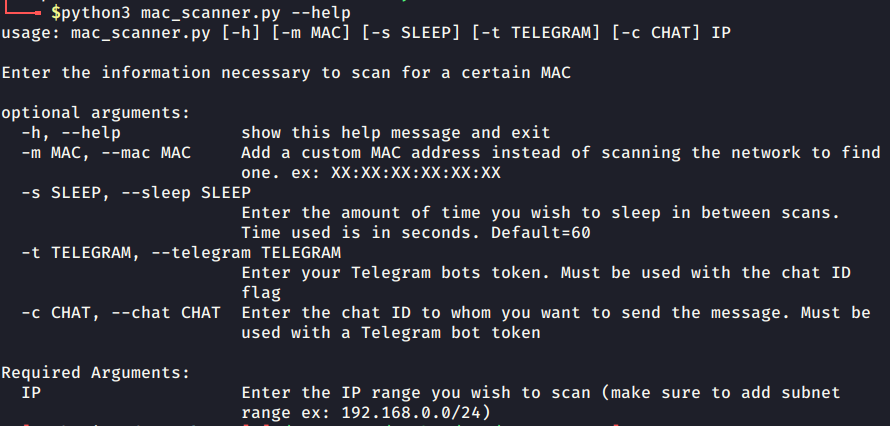 $python3 mac_scanner.py --help
usage: mac_scanner.py [-h] [-m MAC] [-s SLEEP] [-t TELEGRAM] [-c CHAT] IP
Enter the information necessary to scan for a certain MAC
optional arguments:
-h, --help show this help message and exit
-m MAC, --mac MAC Add a custom MAC address instead of scanning the network to find
one. ex: XX:XX:XX:XX:XX:XX
-s SLEEP, --sleep SLEEP
Enter the amount of time you wish to sleep in between scans.
Time used is in seconds. Default=60
-t TELEGRAM, --telegram TELEGRAM
Enter your Telegram bots token. Must be used with the chat ID
flag
-c CHAT, --chat CHAT Enter the chat ID to whom you want to send the message. Must be
used with a Telegram bot token
Required Arguments:
IP Enter the IP range you wish to scan (make sure to add subnet
range ex: 192.168.0.0/24)